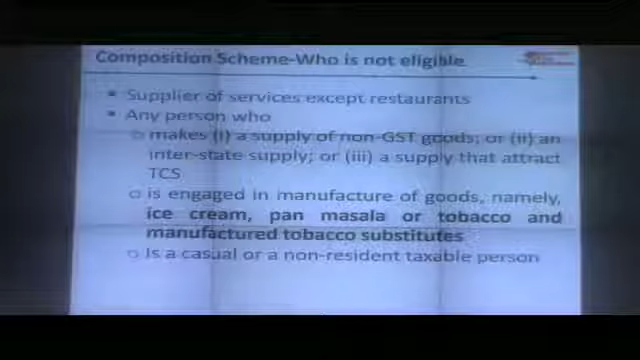 Composition Scheme-Who is not eligible
Supplier of services except restaurants
Any person who
makes (i) a supply of non-GST goods; or (ii) an
inter-state supply; or (iii) a supply that attract
TCS
is engaged in manufacture of goods, namely,
ice cream, pan masala or tobacco and
manufactured tobacco substitutes
Is a casual or a non-resident taxable person